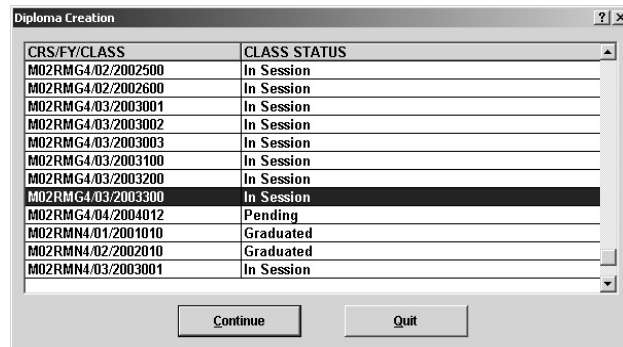 Diploma Creation
CRS/FY/CLASS CLASS STATUS
M02RMG4/02/2002500 In Session
M02RMG4/02/2002600 In Session
M02RMG4/03/2003001 In Session
M02RMG4/03/2003002 In Session
M02RMG4/03/2003003 In Session
M02RMG4/03/2003100 In Session
M02RMG4/03/2003200 In Session
M02RMG4/03/2003300 In Session
M02RMG4/04/2004012 Pending
M02RMN4/01/2001010 Graduated
M02RMN4/02/2002010 Graduated
M02RMN4/03/2003001 In Session
Continue Quit